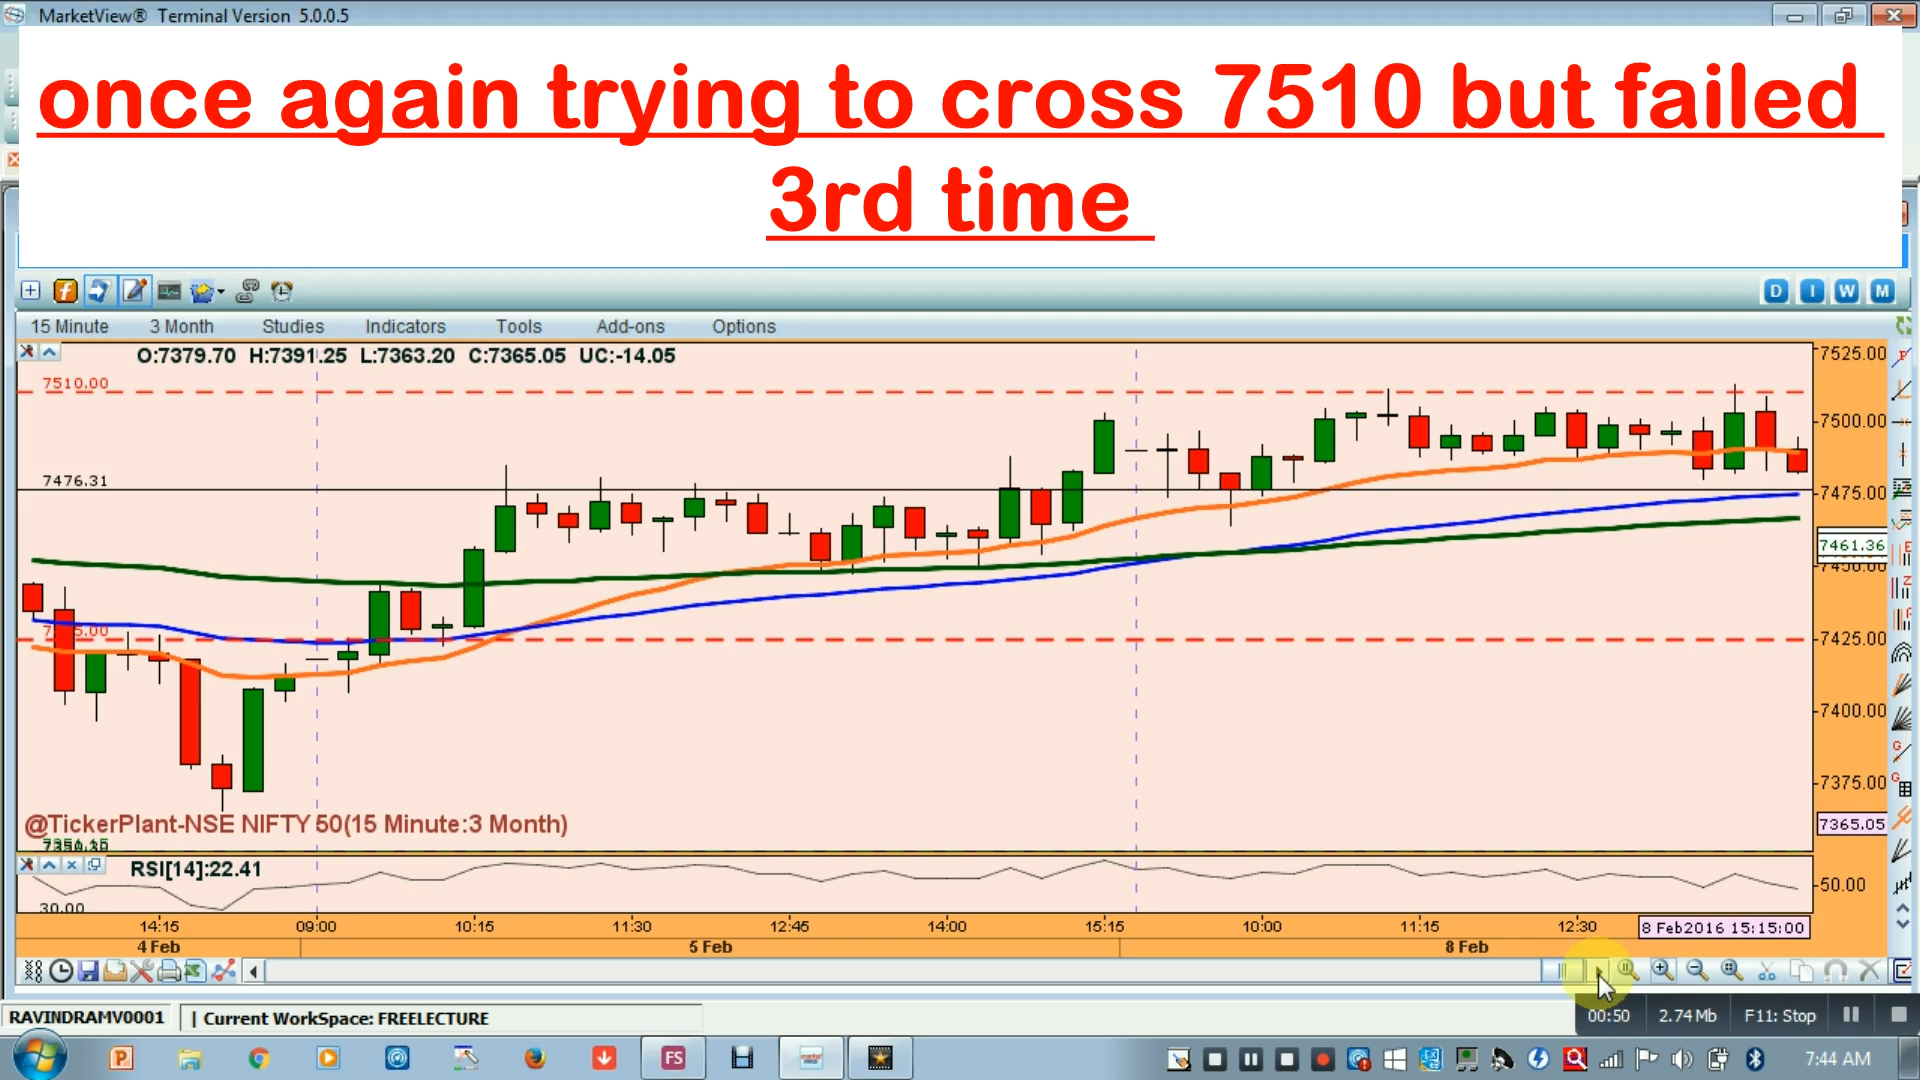 MarketView® Terminal Version 5.0.0.5
once again trying to cross 7510 but failed
3rd time
D I W M
15 Minute 3 Month Studies Indicators Tools Add-ons Options
O:7379.70 H:7391.25 L:7363.20 C:7365.05 UC:-14.05
7525.00
7510.00
7500.00
7476.31
7475.00
7461.36
7425.00
7400.00
7375.00
@TickerPlant-NSE NIFTY 50(15 Minute:3 Month)
7365.05
RSI[14]:22.41
50.00
30.00
14:15 09:00 10:15 11:30 12:45 14:00 15:15 10:00 11:15 12:30 8 Feb2016 15:15:00
4 Feb 5 Feb 8 Feb
RAVINDRAMV0001 | Current WorkSpace: FREELECTURE
00:50 2.74 Mb F11: Stop
FS
7:44 AM